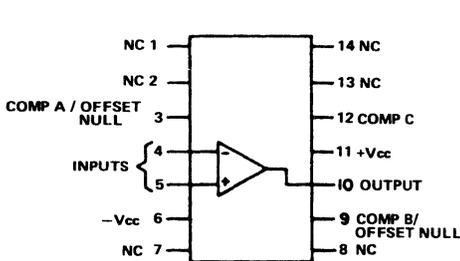 NC 1
NC 2
COMP A / OFFSET
NULL 3
INPUTS
4
-
5
+
−Vcc 6
NC 7
14 NC
13 NC
12 COMP C
11 +Vcc
10 OUTPUT
9 COMP B/
OFFSET NULL
8 NC